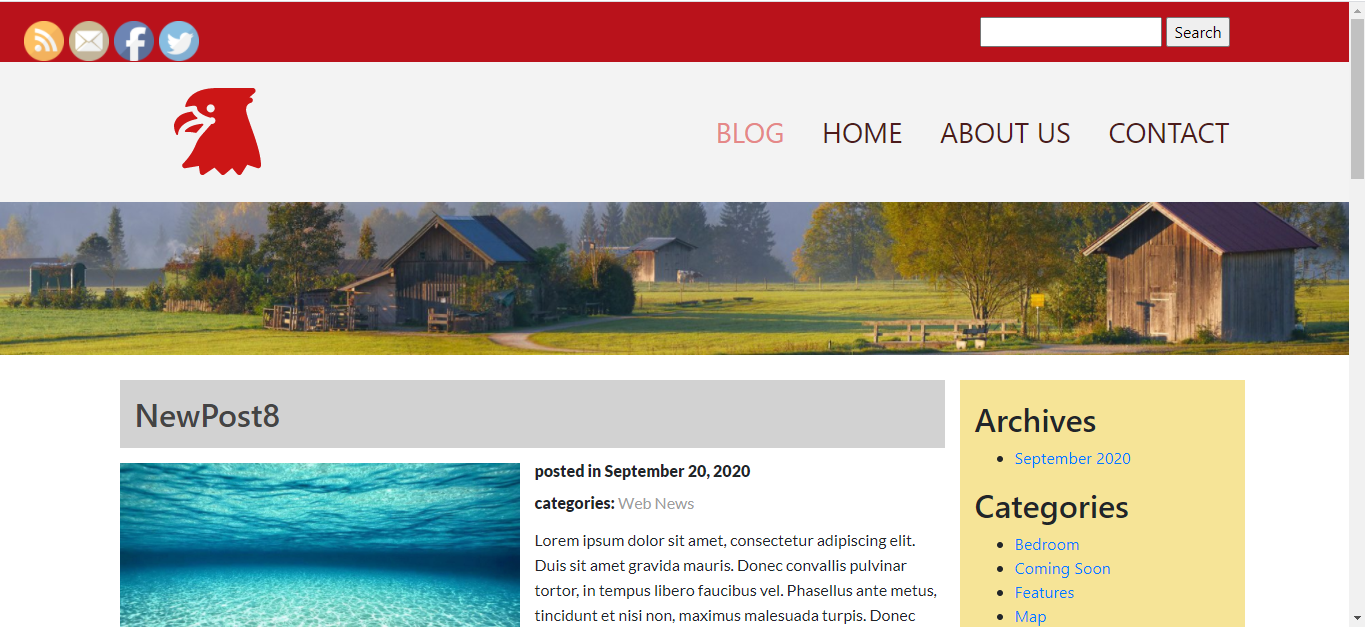 Search
BLOG HOME ABOUT US CONTACT
NewPost8
posted in September 20, 2020
categories: Web News
Lorem ipsum dolor sit amet, consectetur adipiscing elit.
Duis sit amet gravida mauris. Donec convallis pulvinar
tortor, in tempus libero faucibus vel. Phasellus ante metus,
tincidunt et nisi non, maximus malesuada turpis. Donec
Archives
September 2020
Categories
Bedroom
Coming Soon
Features
Map